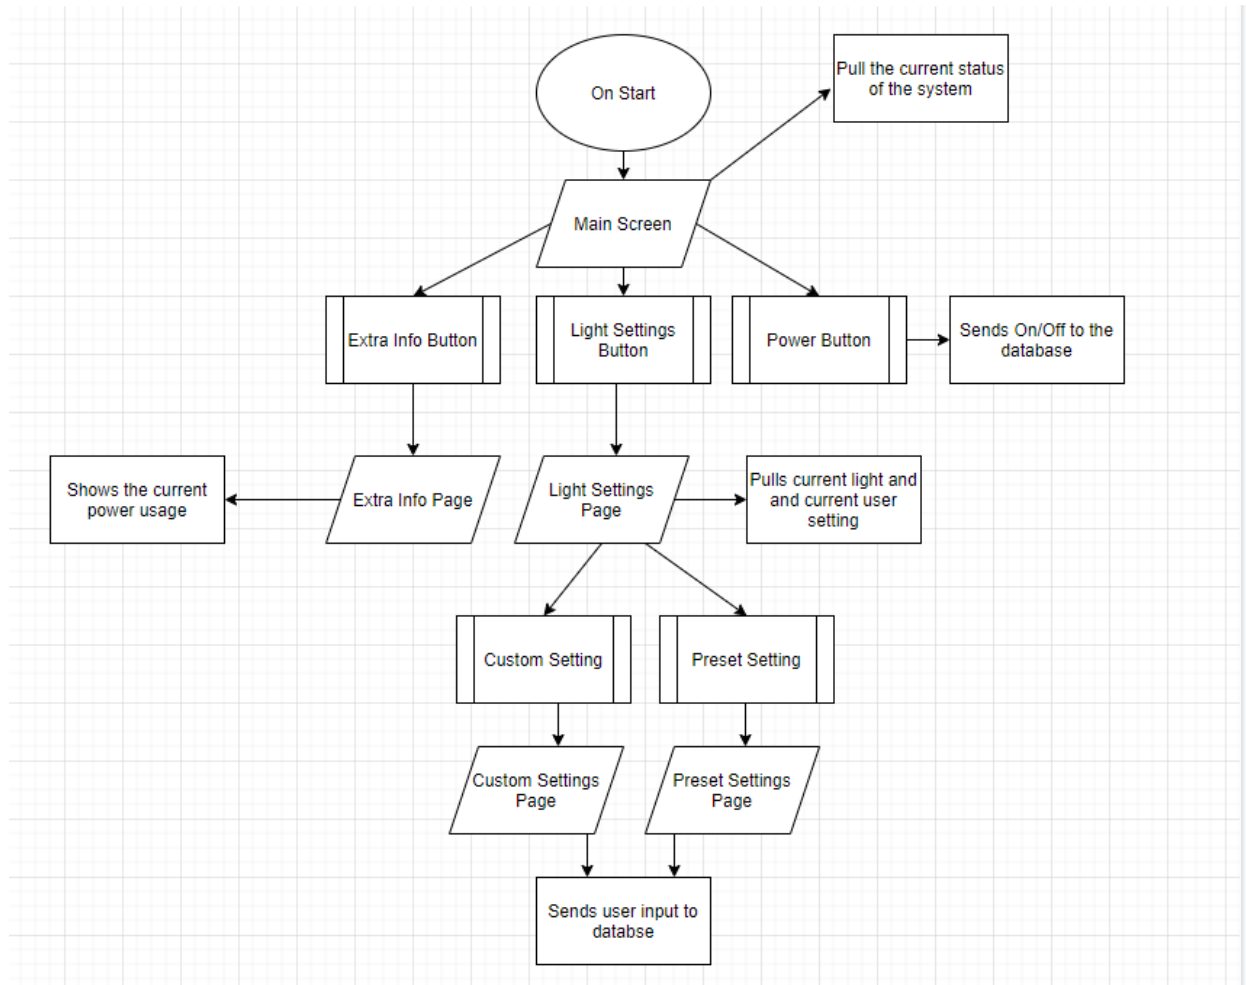 On Start
Pull the current status
of the system
Main Screen
Extra Info Button
Light Settings
Button
Power Button
Sends On/Off to the
database
Shows the current
power usage
Extra Info Page
Light Settings
Page
Pulls current light and
and current user
setting
Custom Setting
Preset Setting
Custom Settings
Page
Preset Settings
Page
Sends user input to
databse